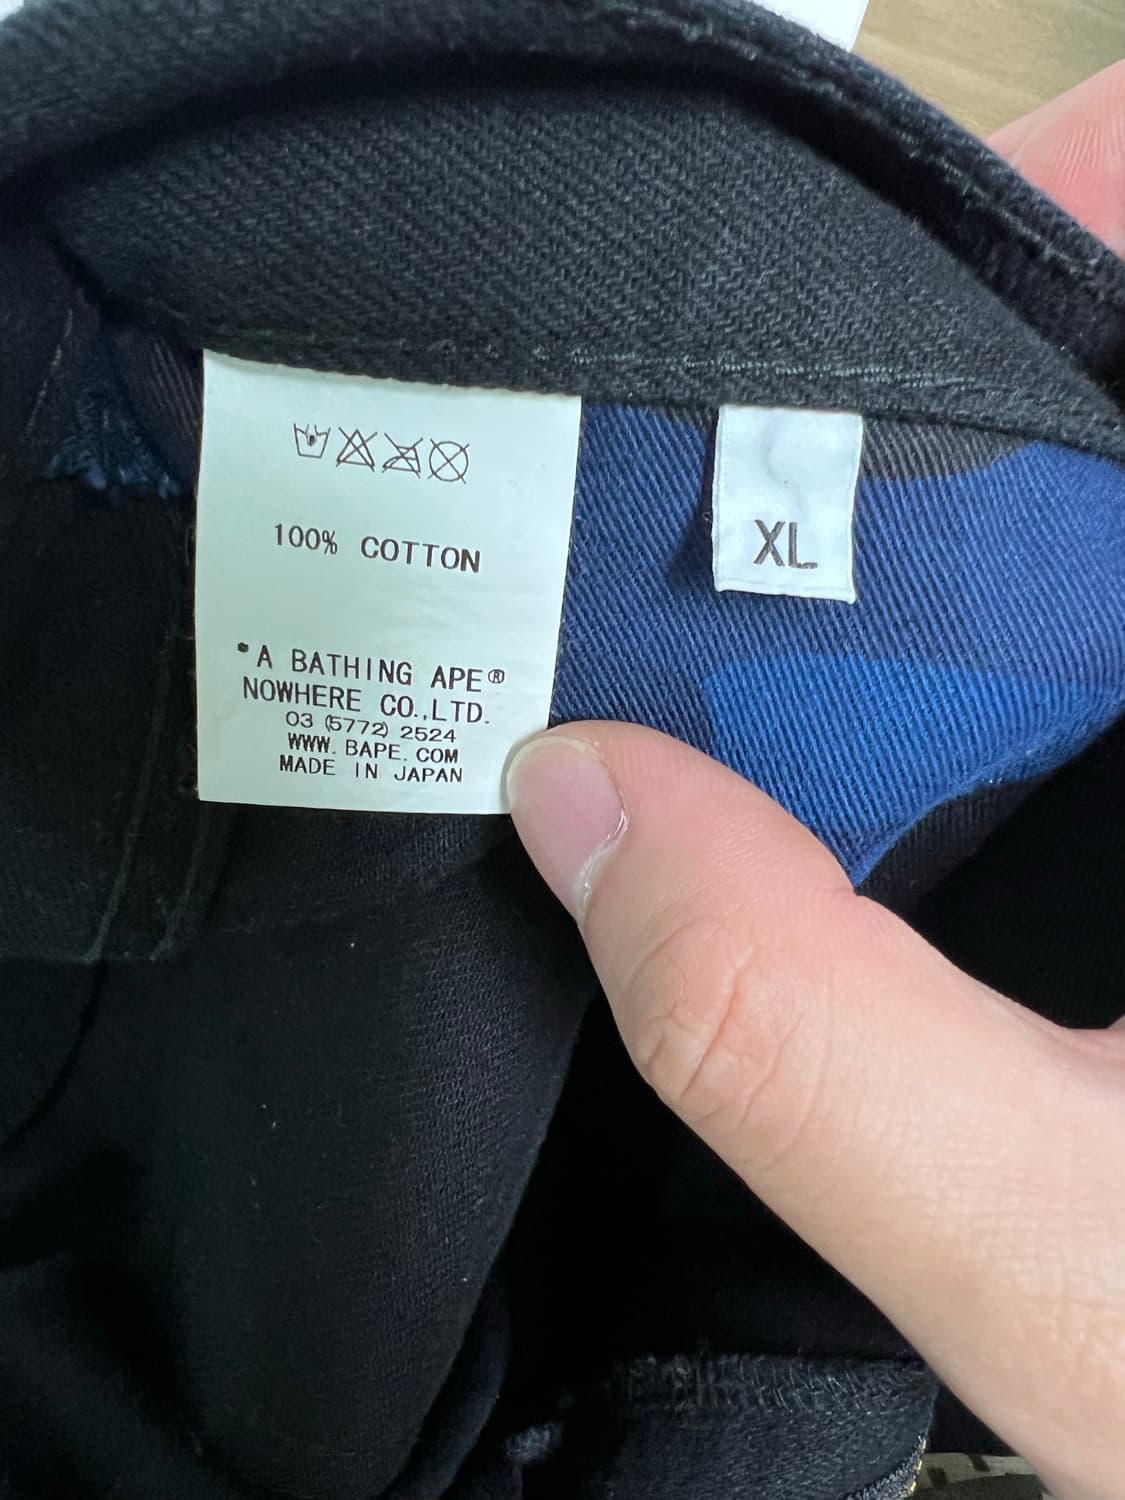 100% COTTON
XL
*A BATHING APE®
NOWHERE CO.,LTD.
03 (5772) 2524
WWW. BAPE. COM
MADE IN JAPAN